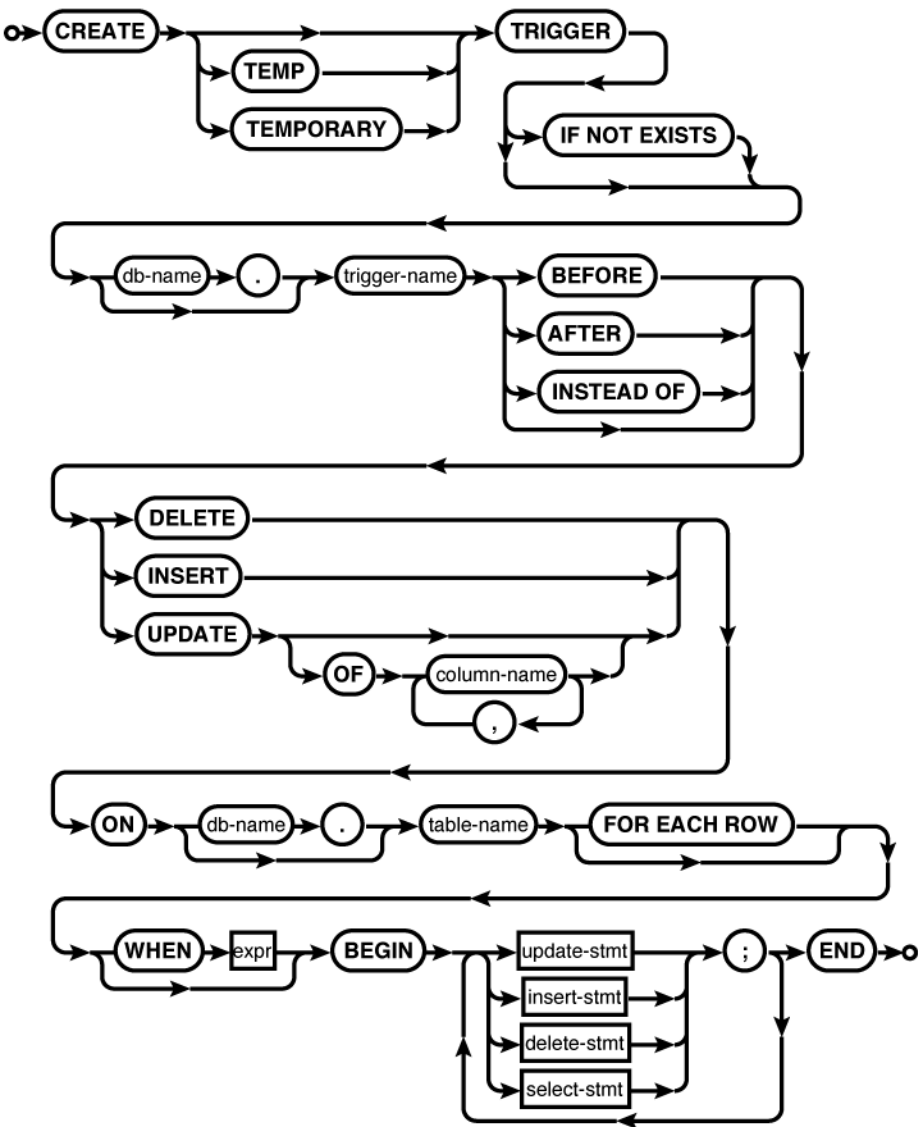 CREATE TRIGGER
TEMP
TEMPORARY
IF NOT EXISTS
db-name . trigger-name BEFORE
AFTER
INSTEAD OF
DELETE
INSERT
UPDATE
OF column-name
,
ON db-name . table-name FOR EACH ROW
WHEN expr BEGIN update-stmt ; END
insert-stmt
delete-stmt
select-stmt